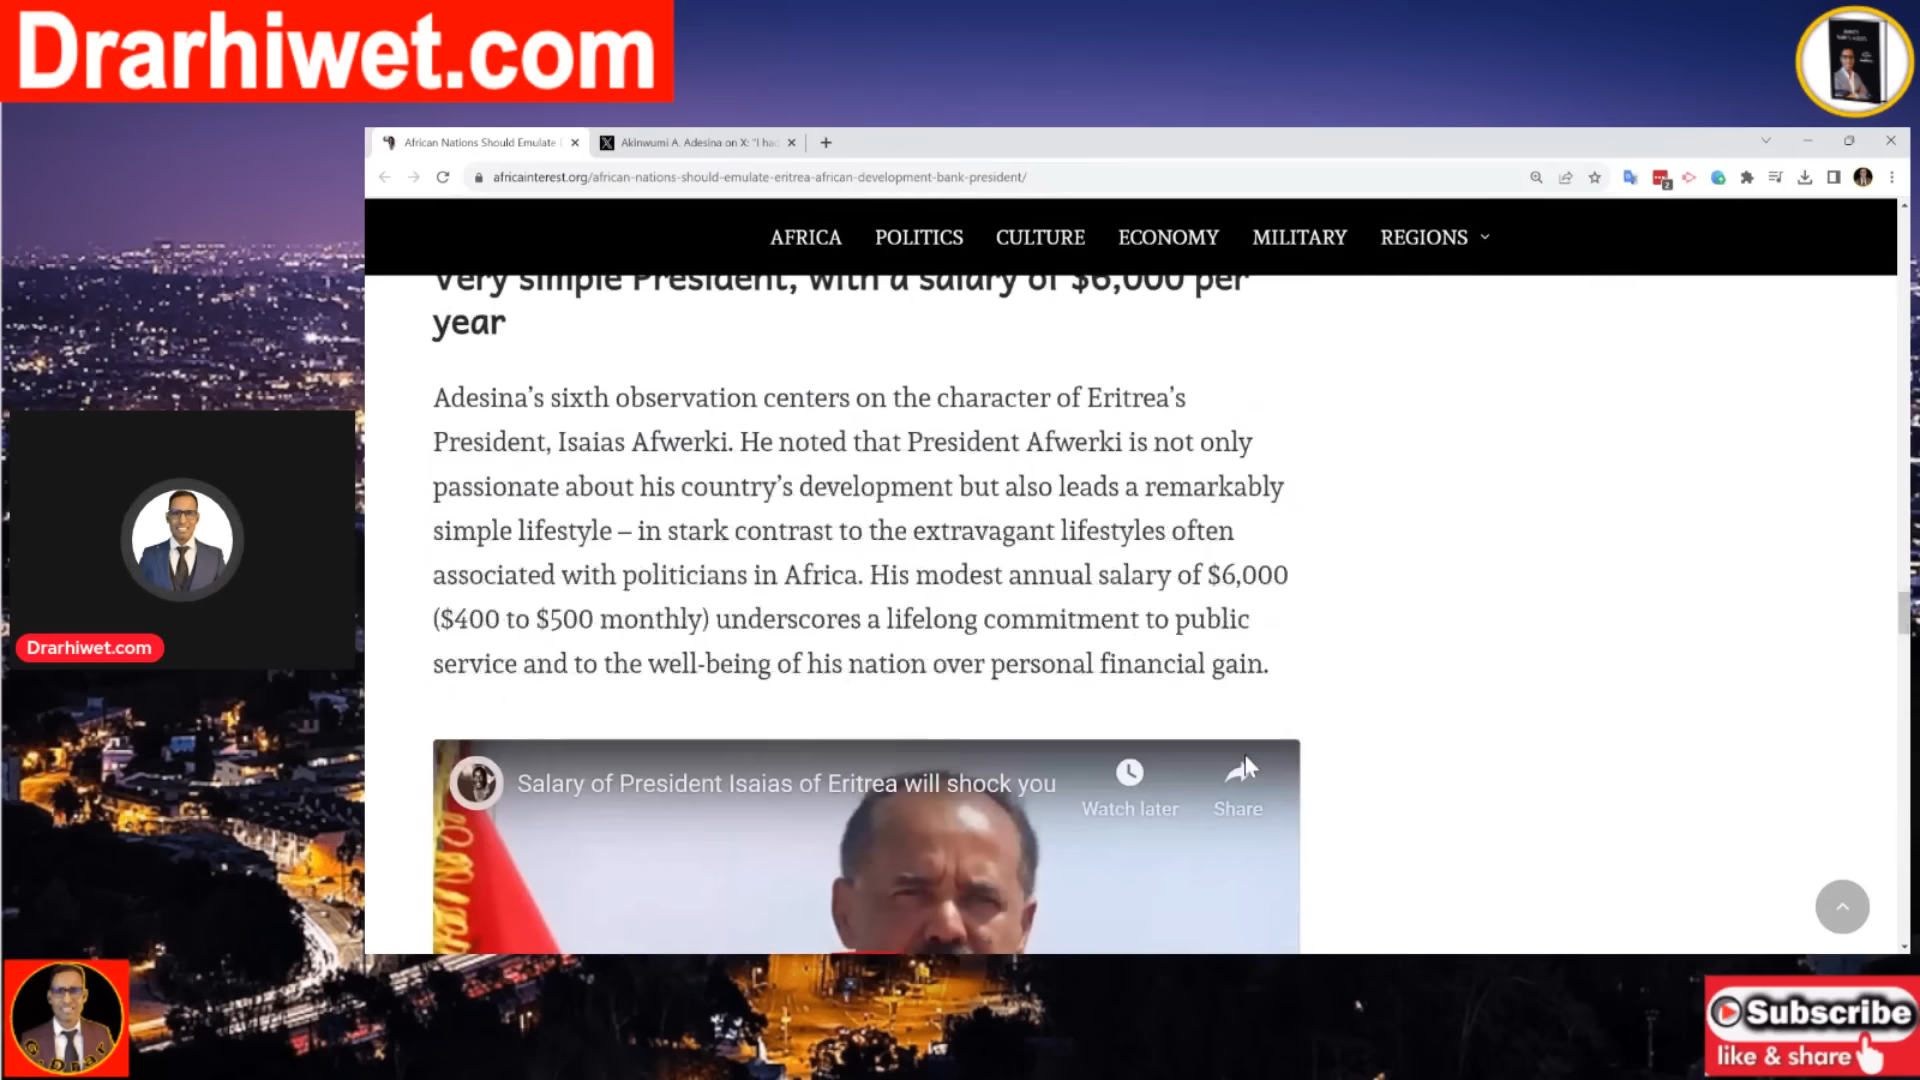 Drarhiwet.com
African Nations Should Emulate
Akinwumi A. Adesina on X: "I had
africainterest.org/african-nations-should-emulate-eritrea-african-development-bank-president/
2
AFRICA POLITICS CULTURE ECONOMY MILITARY REGIONS
Very simple President, with a salary of $6,000 per
year
Adesina’s sixth observation centers on the character of Eritrea’s
President, Isaias Afwerki. He noted that President Afwerki is not only
passionate about his country’s development but also leads a remarkably
simple lifestyle – in stark contrast to the extravagant lifestyles often
associated with politicians in Africa. His modest annual salary of $6,000
($400 to $500 monthly) underscores a lifelong commitment to public
service and to the well-being of his nation over personal financial gain.
Salary of President Isaias of Eritrea will shock you
Watch later
Share
Drarhiwet.com
Subscribe
like & share